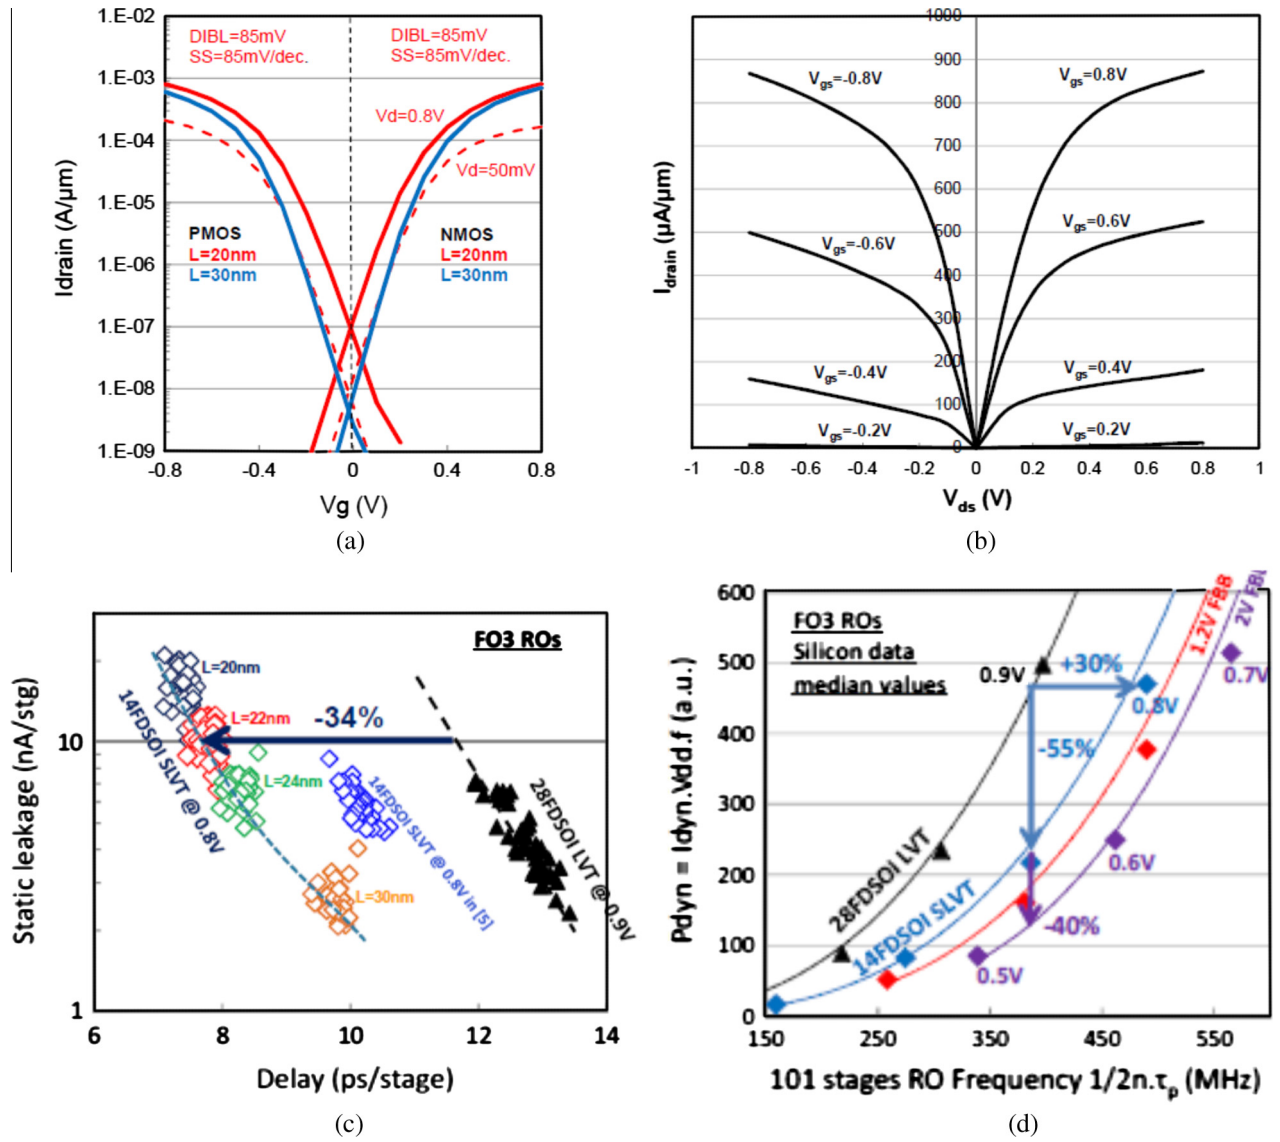 1.E-02
1.E-03
1.E-04
1.E-05
1.E-06
1.E-07
1.E-08
1.E-09
Idrain (A/µm)
DIBL=85mV
SS=85mV/dec.
DIBL=85mV
SS=85mV/dec.
Vd=0.8V
Vd=50mV
PMOS
L=20nm
L=30nm
NMOS
L=20nm
L=30nm
-0.8 -0.4 0 0.4 0.8
Vg (V)
(a)
1000
900
800
700
600
500
400
300
200
100
0
Idrain (µA/µm)
Vgs=-0.8V
Vgs=0.8V
Vgs=-0.6V
Vgs=0.6V
Vgs=-0.4V
Vgs=0.4V
Vgs=-0.2V
Vgs=0.2V
-1 -0.8 -0.6 -0.4 -0.2 0 0.2 0.4 0.6 0.8 1
Vds (V)
(b)
Static leakage (nA/stg)
10
1
FO3 ROs
L=20nm
L=22nm
-34%
L=24nm
L=30nm
14FDSOI SLVT @ 0.8V
14FDSOI SLVT @ 0.8V in [5]
28FDSOI LVT @ 0.9V
6 8 10 12 14
Delay (ps/stage)
(c)
Pdyn = Idyn.Vdd.f (a.u.)
600
500
400
300
200
100
0
FO3 ROs
Silicon data
median values
0.9V
+30%
0.8V
-55%
1.2V FBB
2V FBB
0.7V
0.6V
-40%
0.5V
28FDSOI LVT
14FDSOI SLVT
150 250 350 450 550
101 stages RO Frequency 1/2n.τp (MHz)
(d)